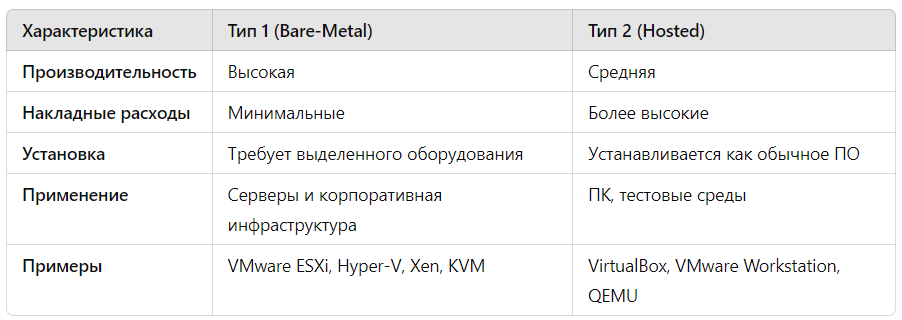 Характеристика Тип 1 (Bare-Metal) Тип 2 (Hosted)
Производительность Высокая Средняя
Накладные расходы Минимальные Более высокие
Установка Требует выделенного оборудования Устанавливается как обычное ПО
Применение Серверы и корпоративная ПК, тестовые среды
инфраструктура
Примеры VMware ESXi, Hyper-V, Xen, KVM VirtualBox, VMware Workstation,
QEMU